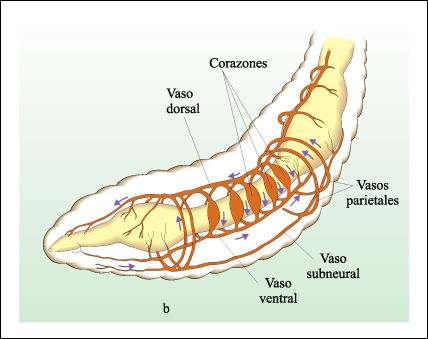 Corazones
Vaso
dorsal
Vasos
parietales
Vaso
subneural
Vaso
ventral
b